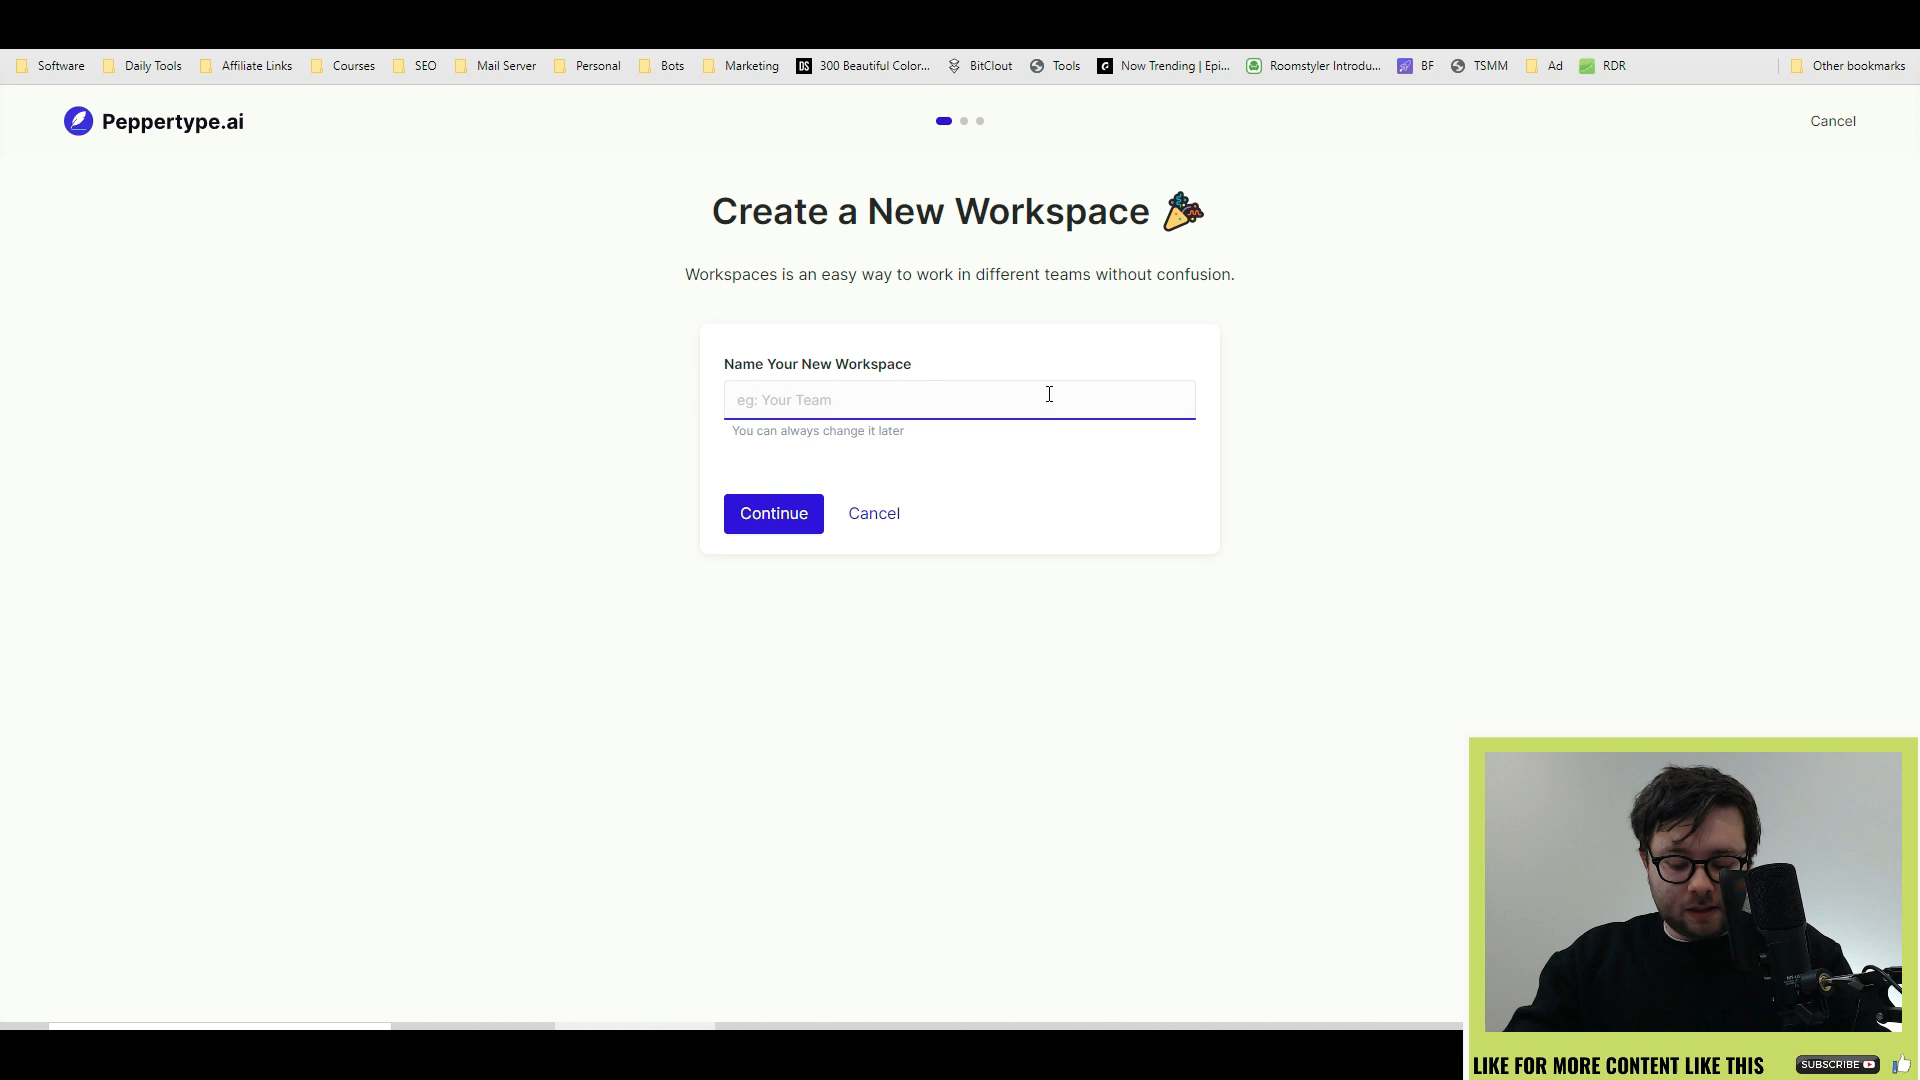 Software Daily Tools Affiliate Links Courses SEO Mail Server Personal Bots Marketing DS 300 Beautiful Color... BitClout Tools G Now Trending | Epi... Roomstyler Introdu... BF TSMM Ad RDR Other bookmarks
Peppertype.ai Cancel
Create a New Workspace
Workspaces is an easy way to work in different teams without confusion.
Name Your New Workspace
eg: Your Team
You can always change it later
Continue Cancel
LIKE FOR MORE CONTENT LIKE THIS SUBSCRIBE